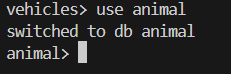 vehicles> use animal
switched to db animal
animal>